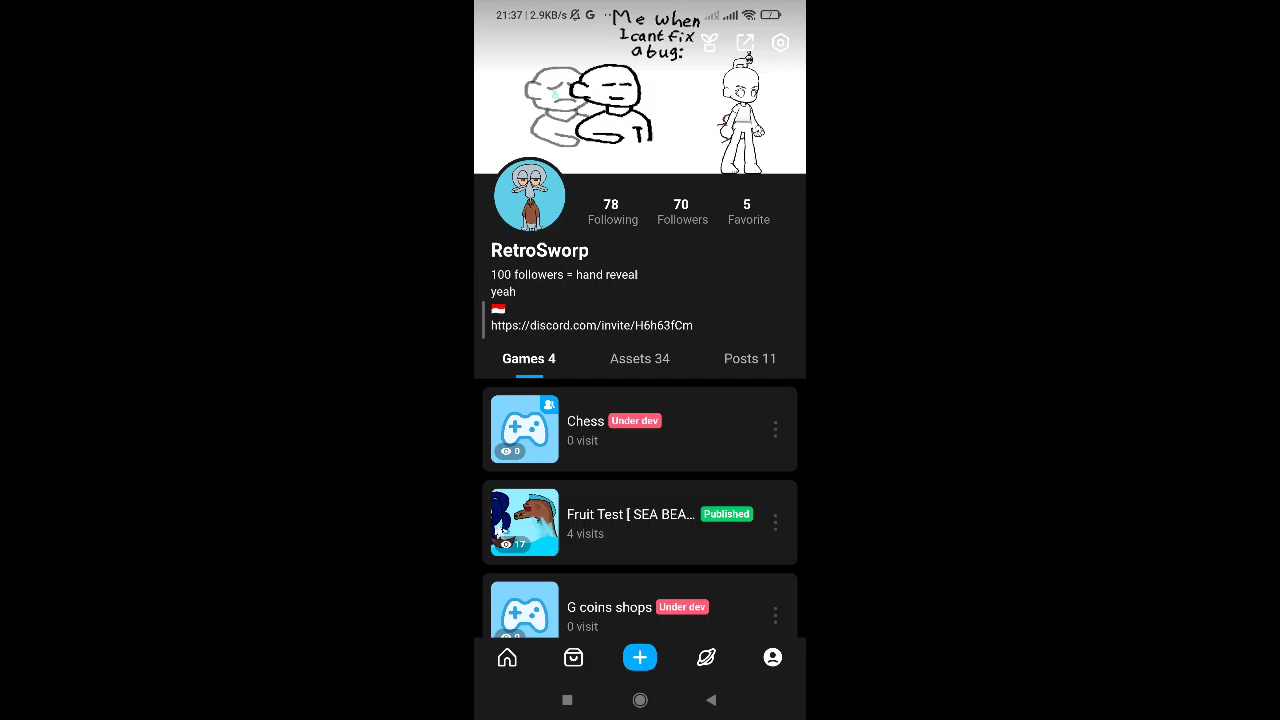 21:37 | 2.9KB/s G ··
7
Me when
I cant fix
a bug:
78
70
5
Following
Followers
Favorite
RetroSworp
100 followers = hand reveal
yeah
https://discord.com/invite/H6h63fCm
Games 4
Assets 34
Posts 11
Chess Under dev
0 visit
0
Fruit Test [ SEA BEA... Published
4 visits
17
G coins shops Under dev
0 visit
0